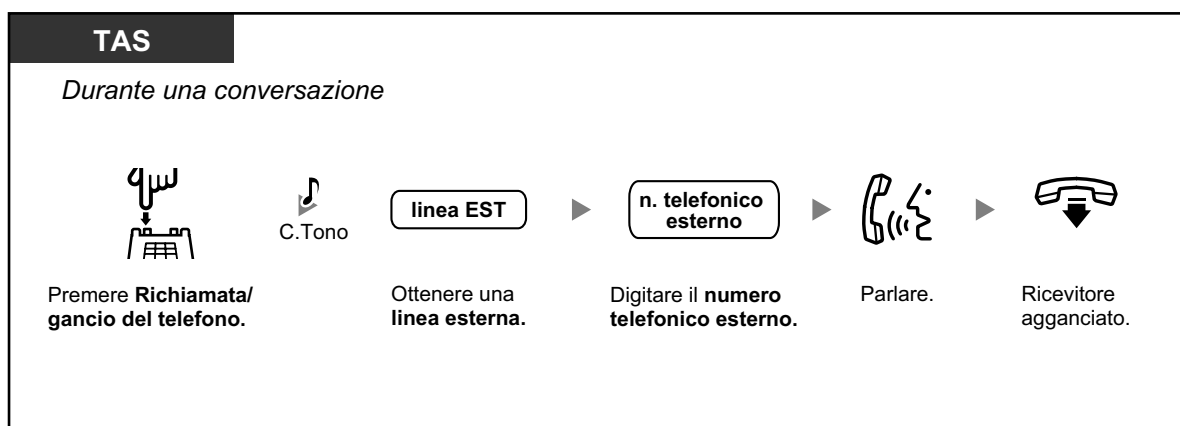 TAS
Durante una conversazione
C.Tono
linea EST
n. telefonico
esterno
Premere Richiamata/
gancio del telefono.
Ottenere una
linea esterna.
Digitare il numero
telefonico esterno.
Parlare.
Ricevitore
agganciato.